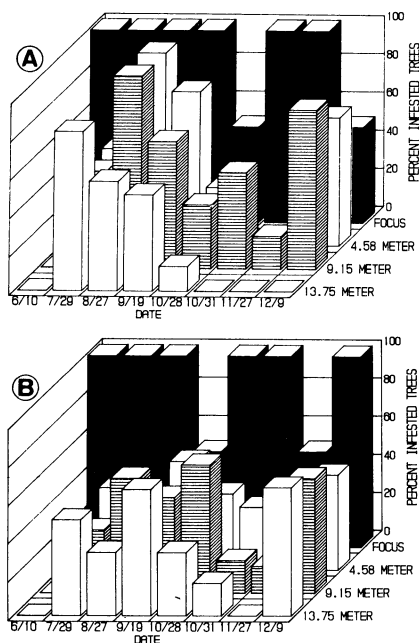 A
100
80
60
40
20
0
PERCENT INFESTED TREES
FOCUS
4.58 METER
9.15 METER
13.75 METER
6/10 7/29 8/27 9/19 10/28 10/31 11/27 12/9
DATE
B
100
80
60
40
20
0
PERCENT INFESTED TREES
FOCUS
4.58 METER
9.15 METER
13.75 METER
6/10 7/29 8/27 9/19 10/28 10/31 11/27 12/9
DATE